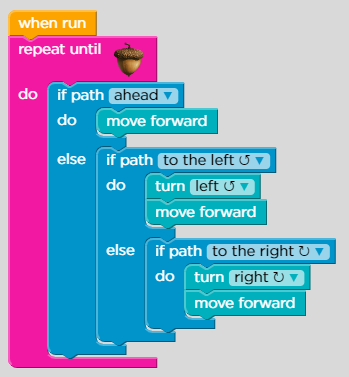 when run
repeat until
do if path ahead ▼
do move forward
else if path to the left ↺ ▼
do turn left ↺ ▼
move forward
else if path to the right ↻ ▼
do turn right ↻ ▼
move forward